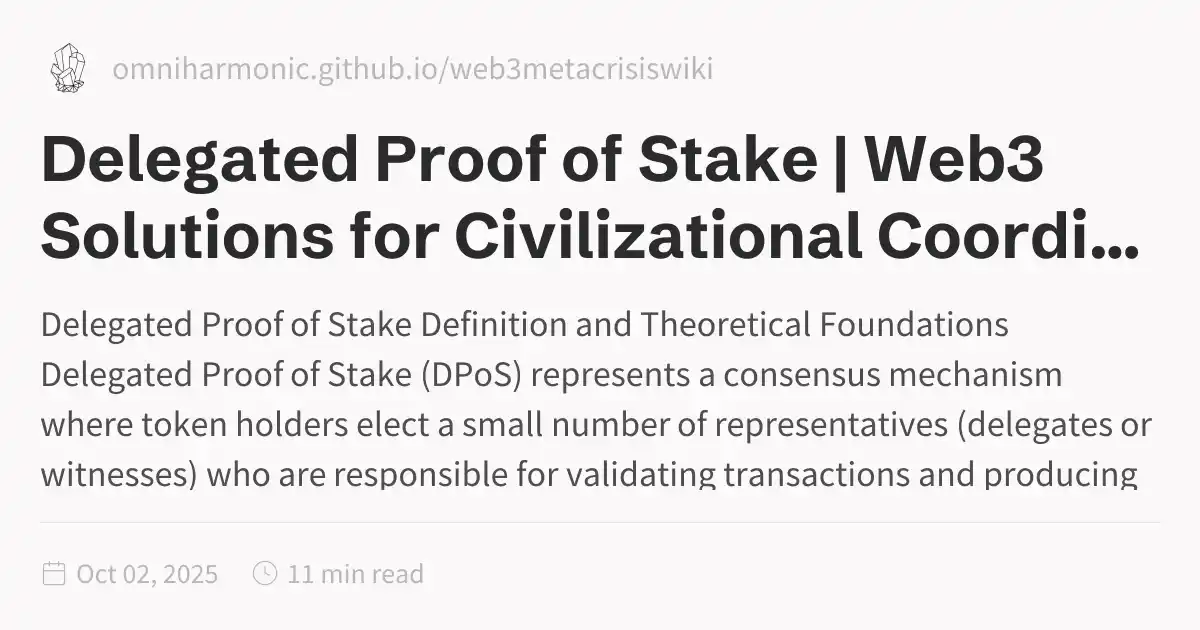 omniharmonic.github.io/web3metacrisiswiki
Delegated Proof of Stake | Web3
Solutions for Civilizational Coordi...
Delegated Proof of Stake Definition and Theoretical Foundations
Delegated Proof of Stake (DPoS) represents a consensus mechanism
where token holders elect a small number of representatives (delegates or
witnesses) who are responsible for validating transactions and producing
Oct 02, 2025
11 min read